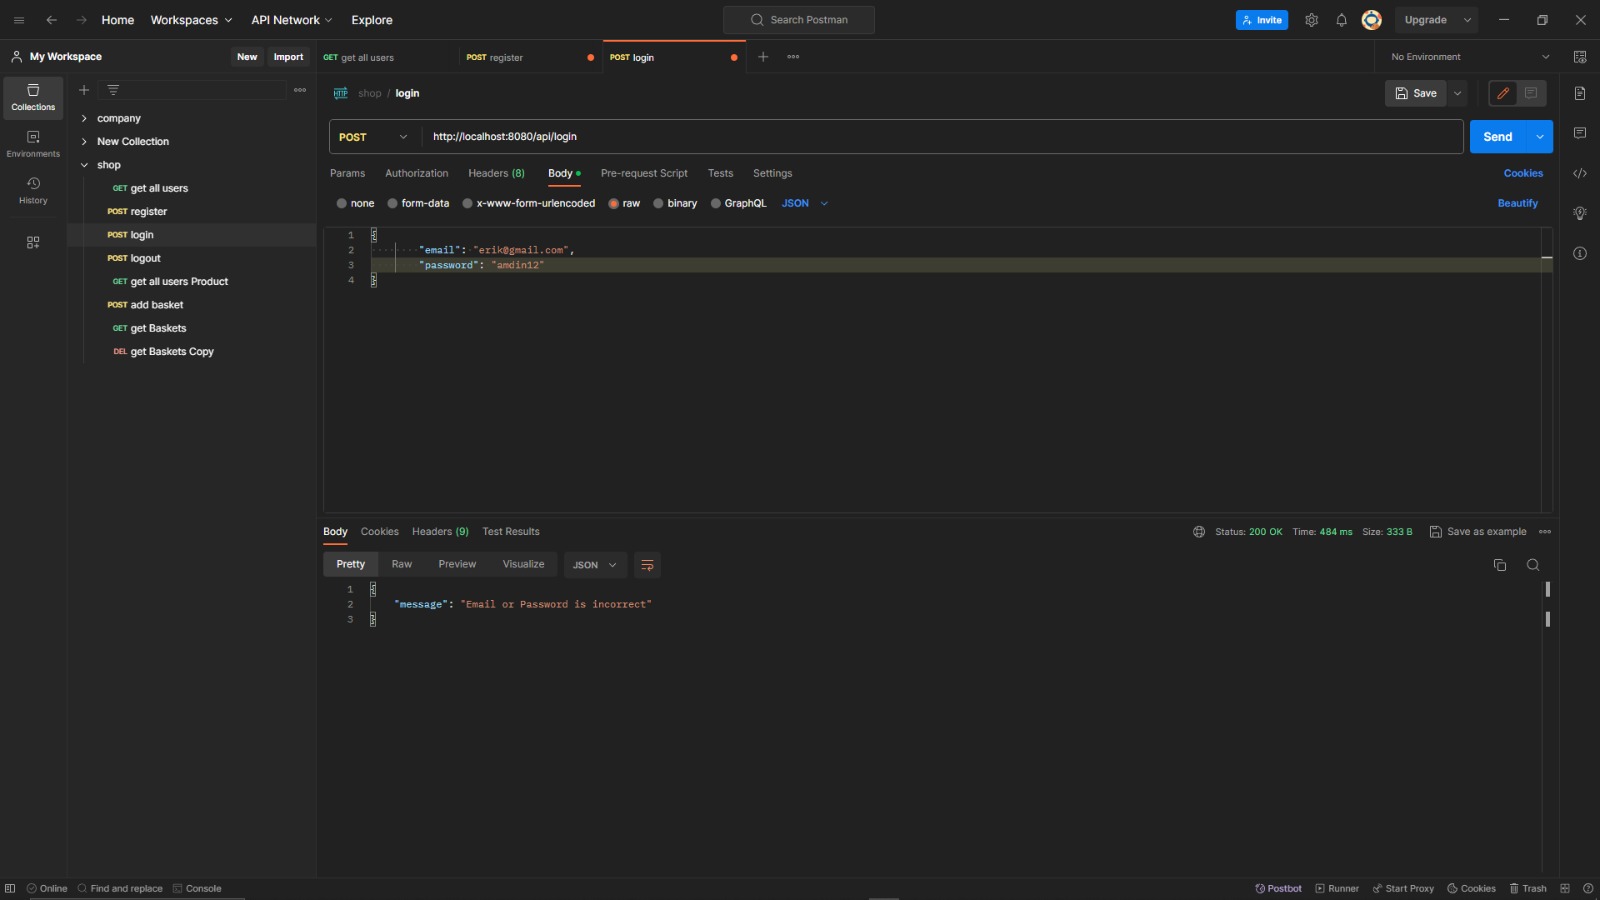 Home Workspaces API Network Explore Search Postman Invite Upgrade
My Workspace New Import GET get all users POST register POST login No Environment
Collections
Environments
History
company
New Collection
shop
GET get all users
POST register
POST login
POST logout
GET get all users Product
POST add basket
GET get Baskets
DEL get Baskets Copy
HTTP shop / login Save
POST http://localhost:8080/api/login Send
Params Authorization Headers (8) Body Pre-request Script Tests Settings Cookies
none form-data x-www-form-urlencoded raw binary GraphQL JSON Beautify
1 {
2 "email": "erik@gmail.com",
3 "password": "amdin12"
4 }
Body Cookies Headers (9) Test Results Status: 200 OK Time: 484 ms Size: 333 B Save as example
Pretty Raw Preview Visualize JSON
1 {
2 "message": "Email or Password is incorrect"
3 }
Online Find and replace Console Postbot Runner Start Proxy Cookies Trash